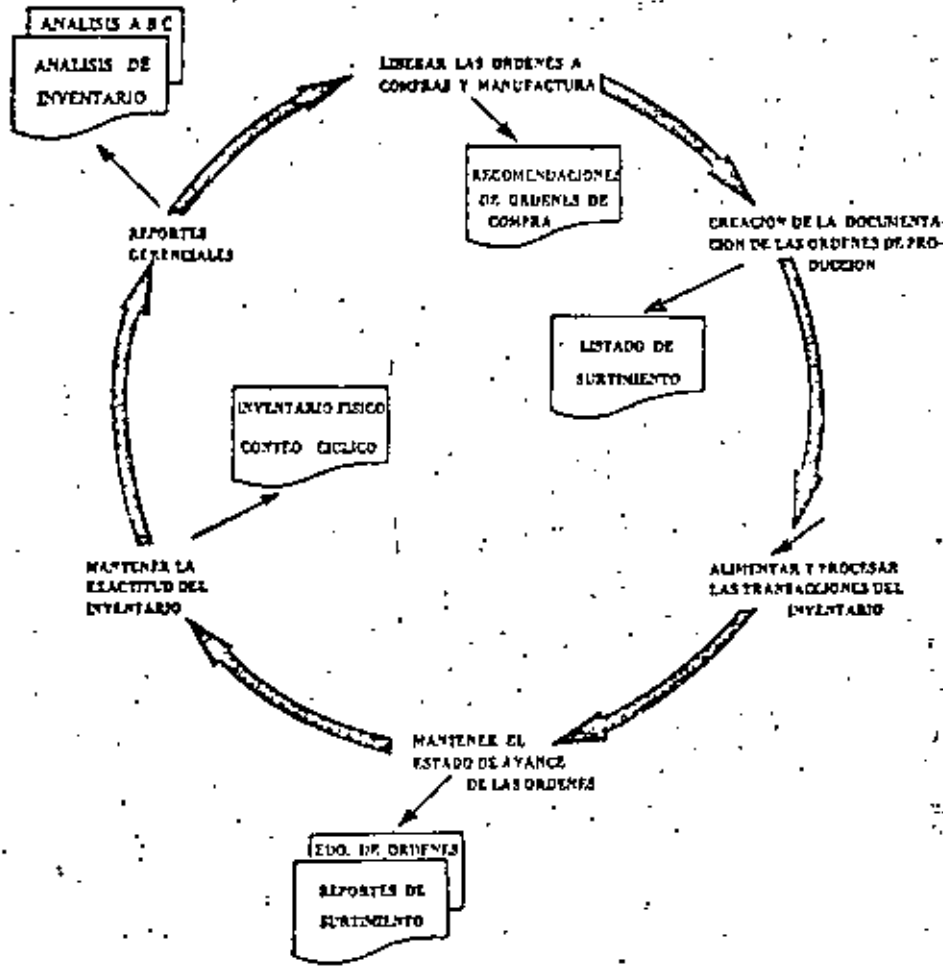 ANALISIS A B C
ANALISIS DE
INVENTARIO
LIBERAR LAS ORDENES A
COMPRAS Y MANUFACTURA
RECOMENDACIONES
DE ORDENES DE
COMPRA
CREACION DE LA DOCUMENTA-
CION DE LAS ORDENES DE PRO-
DUCCION
REPORTES
GERENCIALES
LISTADO DE
SURTIMIENTO
INVENTARIO FISICO
CONTEO CICLICO
MANTENER LA
EXACTITUD DEL
INVENTARIO
ALIMENTAR Y PROCESAR
LAS TRANSACCIONES DEL
INVENTARIO
MANTENER EL
ESTADO DE AVANCE
DE LAS ORDENES
EDO. DE ORDENES
REPORTES DE
SURTIMIENTO